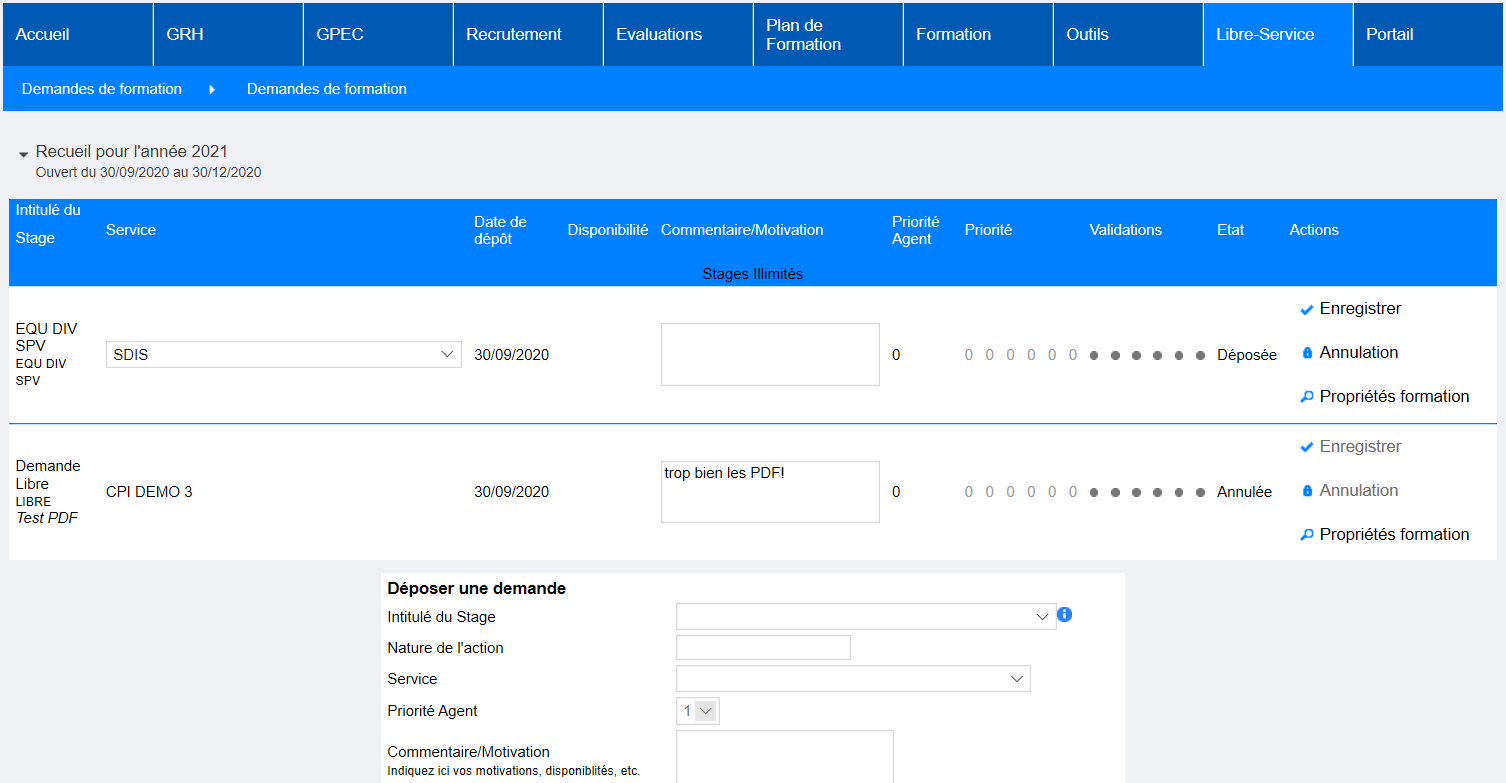 Accueil
GRH
GPEC
Recrutement
Evaluations
Plan de
Formation
Formation
Outils
Libre-Service
Portail
Demandes de formation
Demandes de formation
Recueil pour l'année 2021
Ouvert du 30/09/2020 au 30/12/2020
Intitulé du
Stage
Service
Date de
dépôt
Disponibilité
Commentaire/Motivation
Priorité
Agent
Priorité
Validations
Etat
Actions
Stages Illimités
EQU DIV
SPV
EQU DIV
SPV
SDIS
30/09/2020
0
0 0 0 0 0 0
Déposée
Enregistrer
Annulation
Propriétés formation
Demande
Libre
LIBRE
Test PDF
CPI DEMO 3
30/09/2020
trop bien les PDF!
0
0 0 0 0 0 0
Annulée
Enregistrer
Annulation
Propriétés formation
Déposer une demande
Intitulé du Stage
Nature de l'action
Service
Priorité Agent
1
Commentaire/Motivation
Indiquez ici vos motivations, disponiblités, etc.